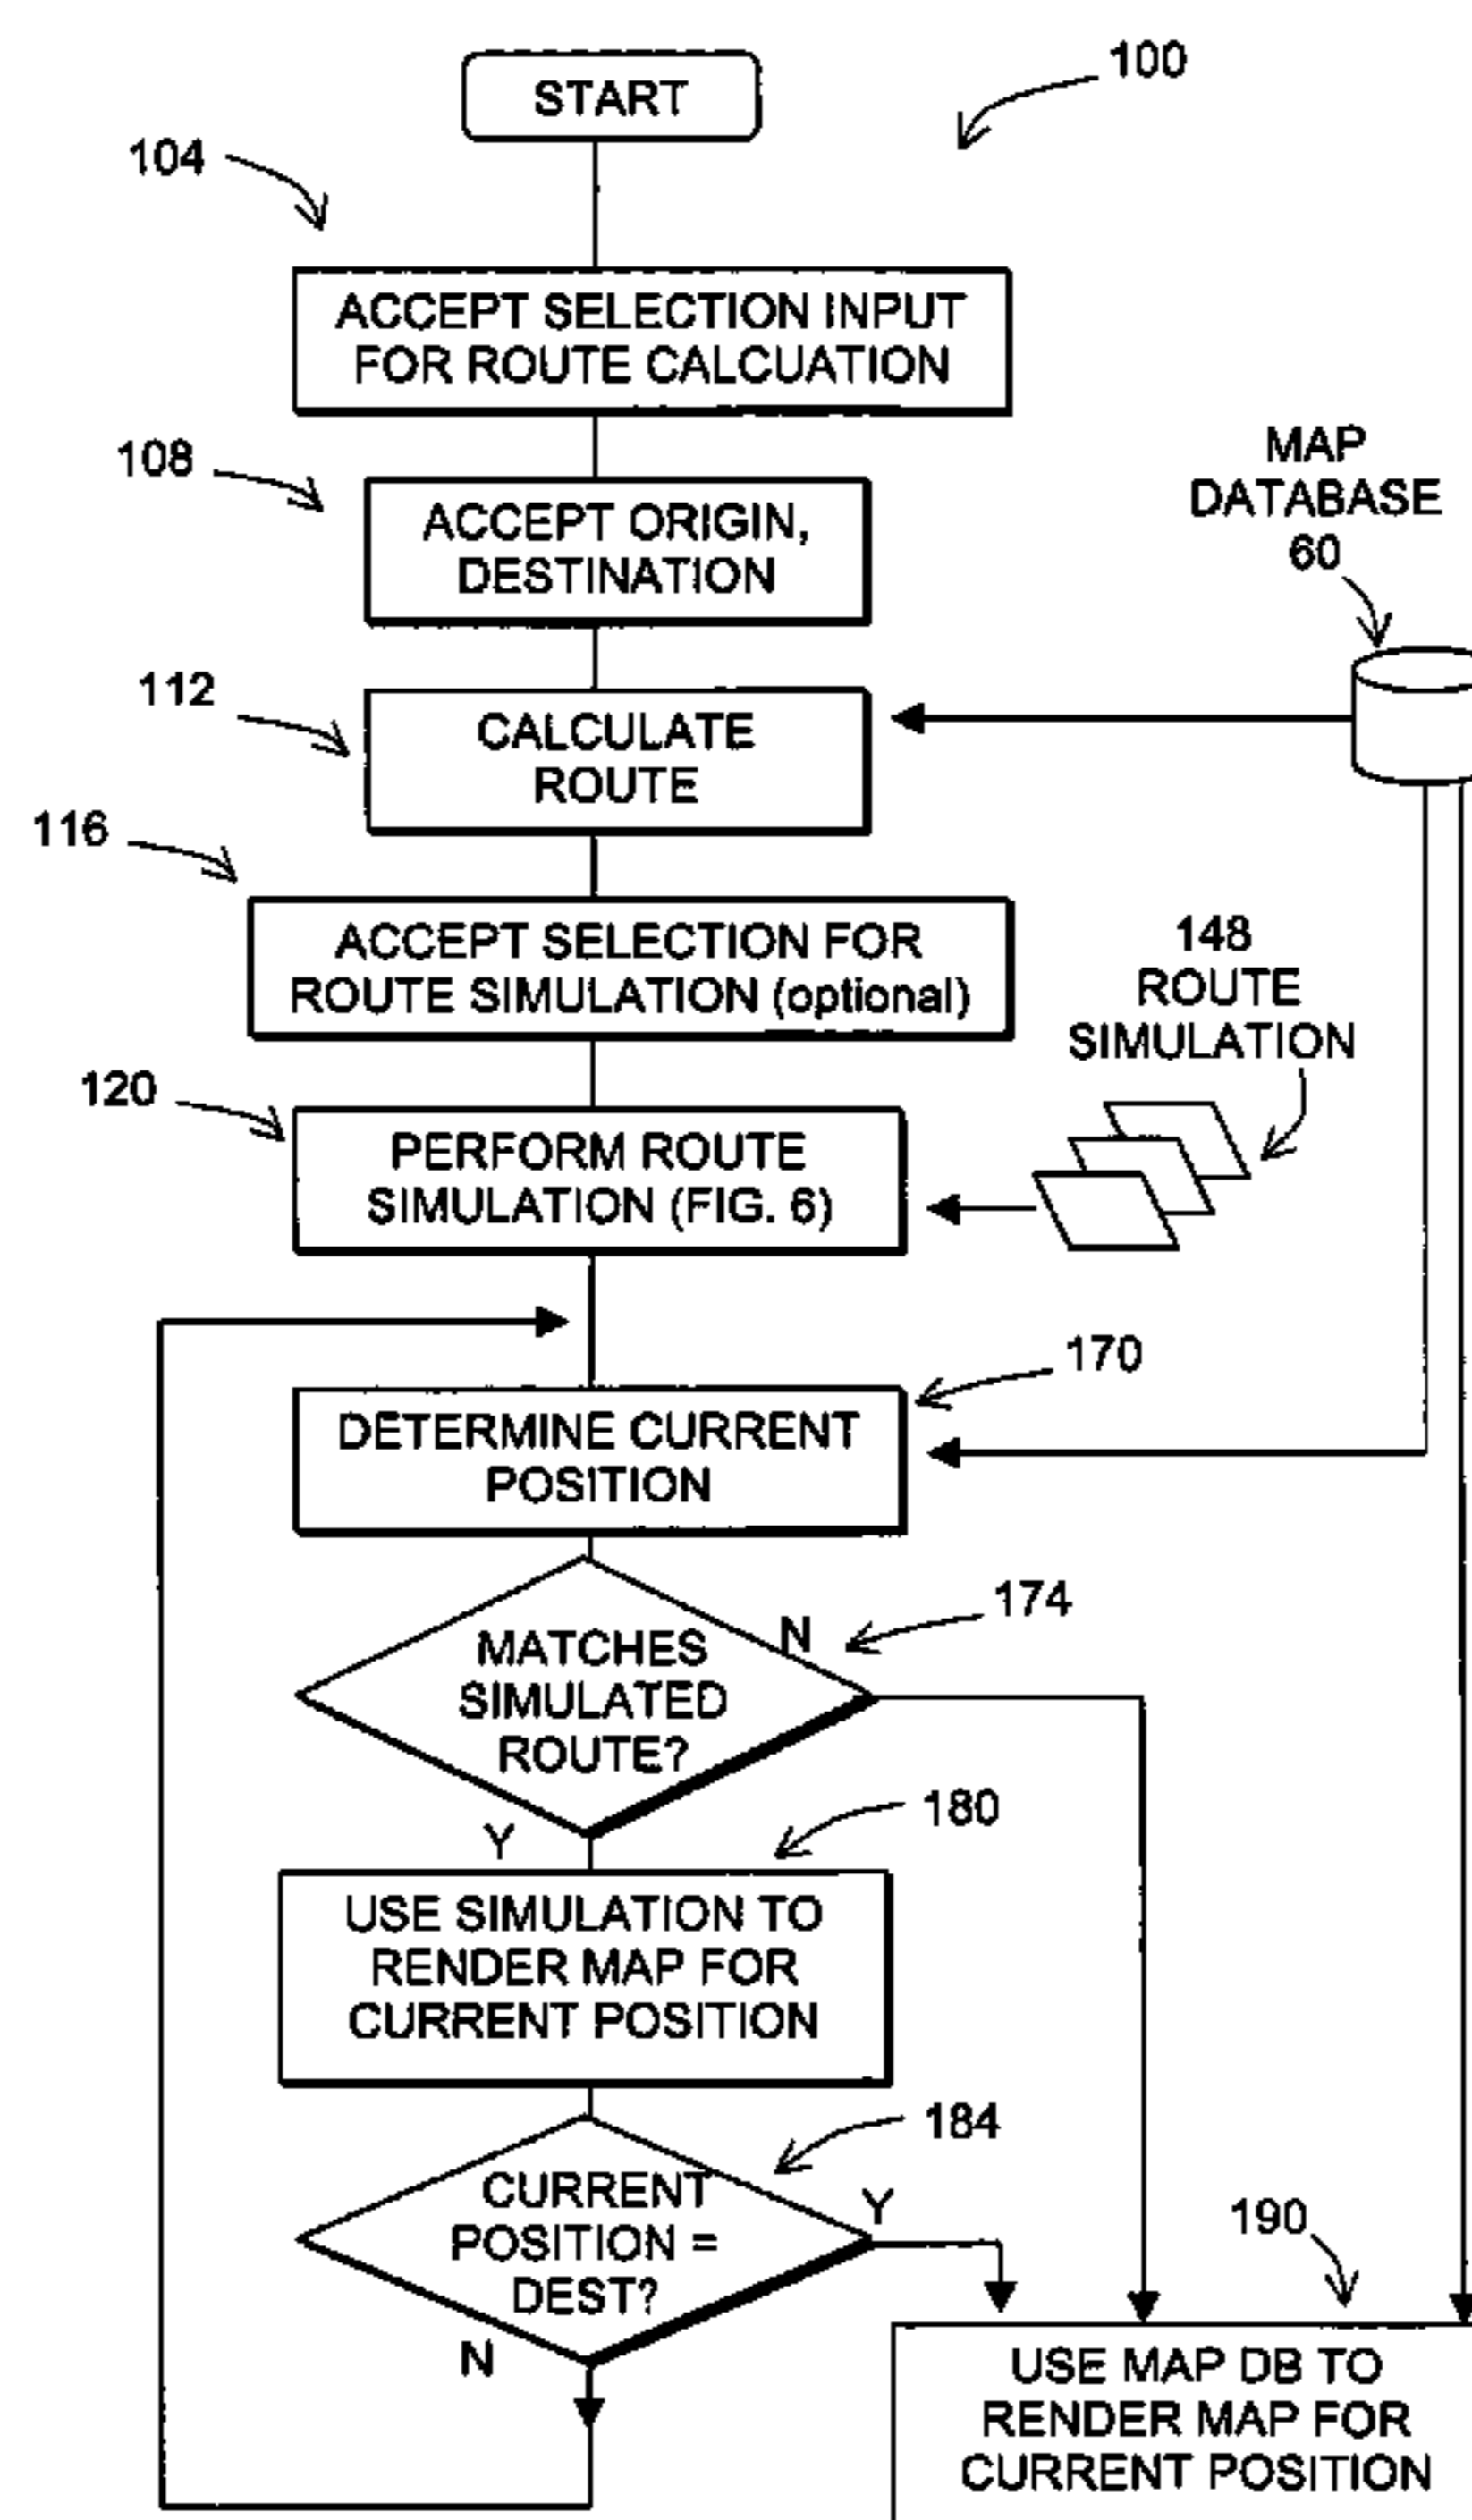 START
100
104
ACCEPT SELECTION INPUT
FOR ROUTE CALCUATION
108
ACCEPT ORIGIN,
DESTINATION
MAP
DATABASE
60
112
CALCULATE
ROUTE
116
ACCEPT SELECTION FOR
ROUTE SIMULATION (optional)
148
ROUTE
SIMULATION
120
PERFORM ROUTE
SIMULATION (FIG. 6)
170
DETERMINE CURRENT
POSITION
174
N
MATCHES
SIMULATED
ROUTE?
Y
180
USE SIMULATION TO
RENDER MAP FOR
CURRENT POSITION
184
CURRENT
POSITION =
DEST?
Y
N
190
USE MAP DB TO
RENDER MAP FOR
CURRENT POSITION